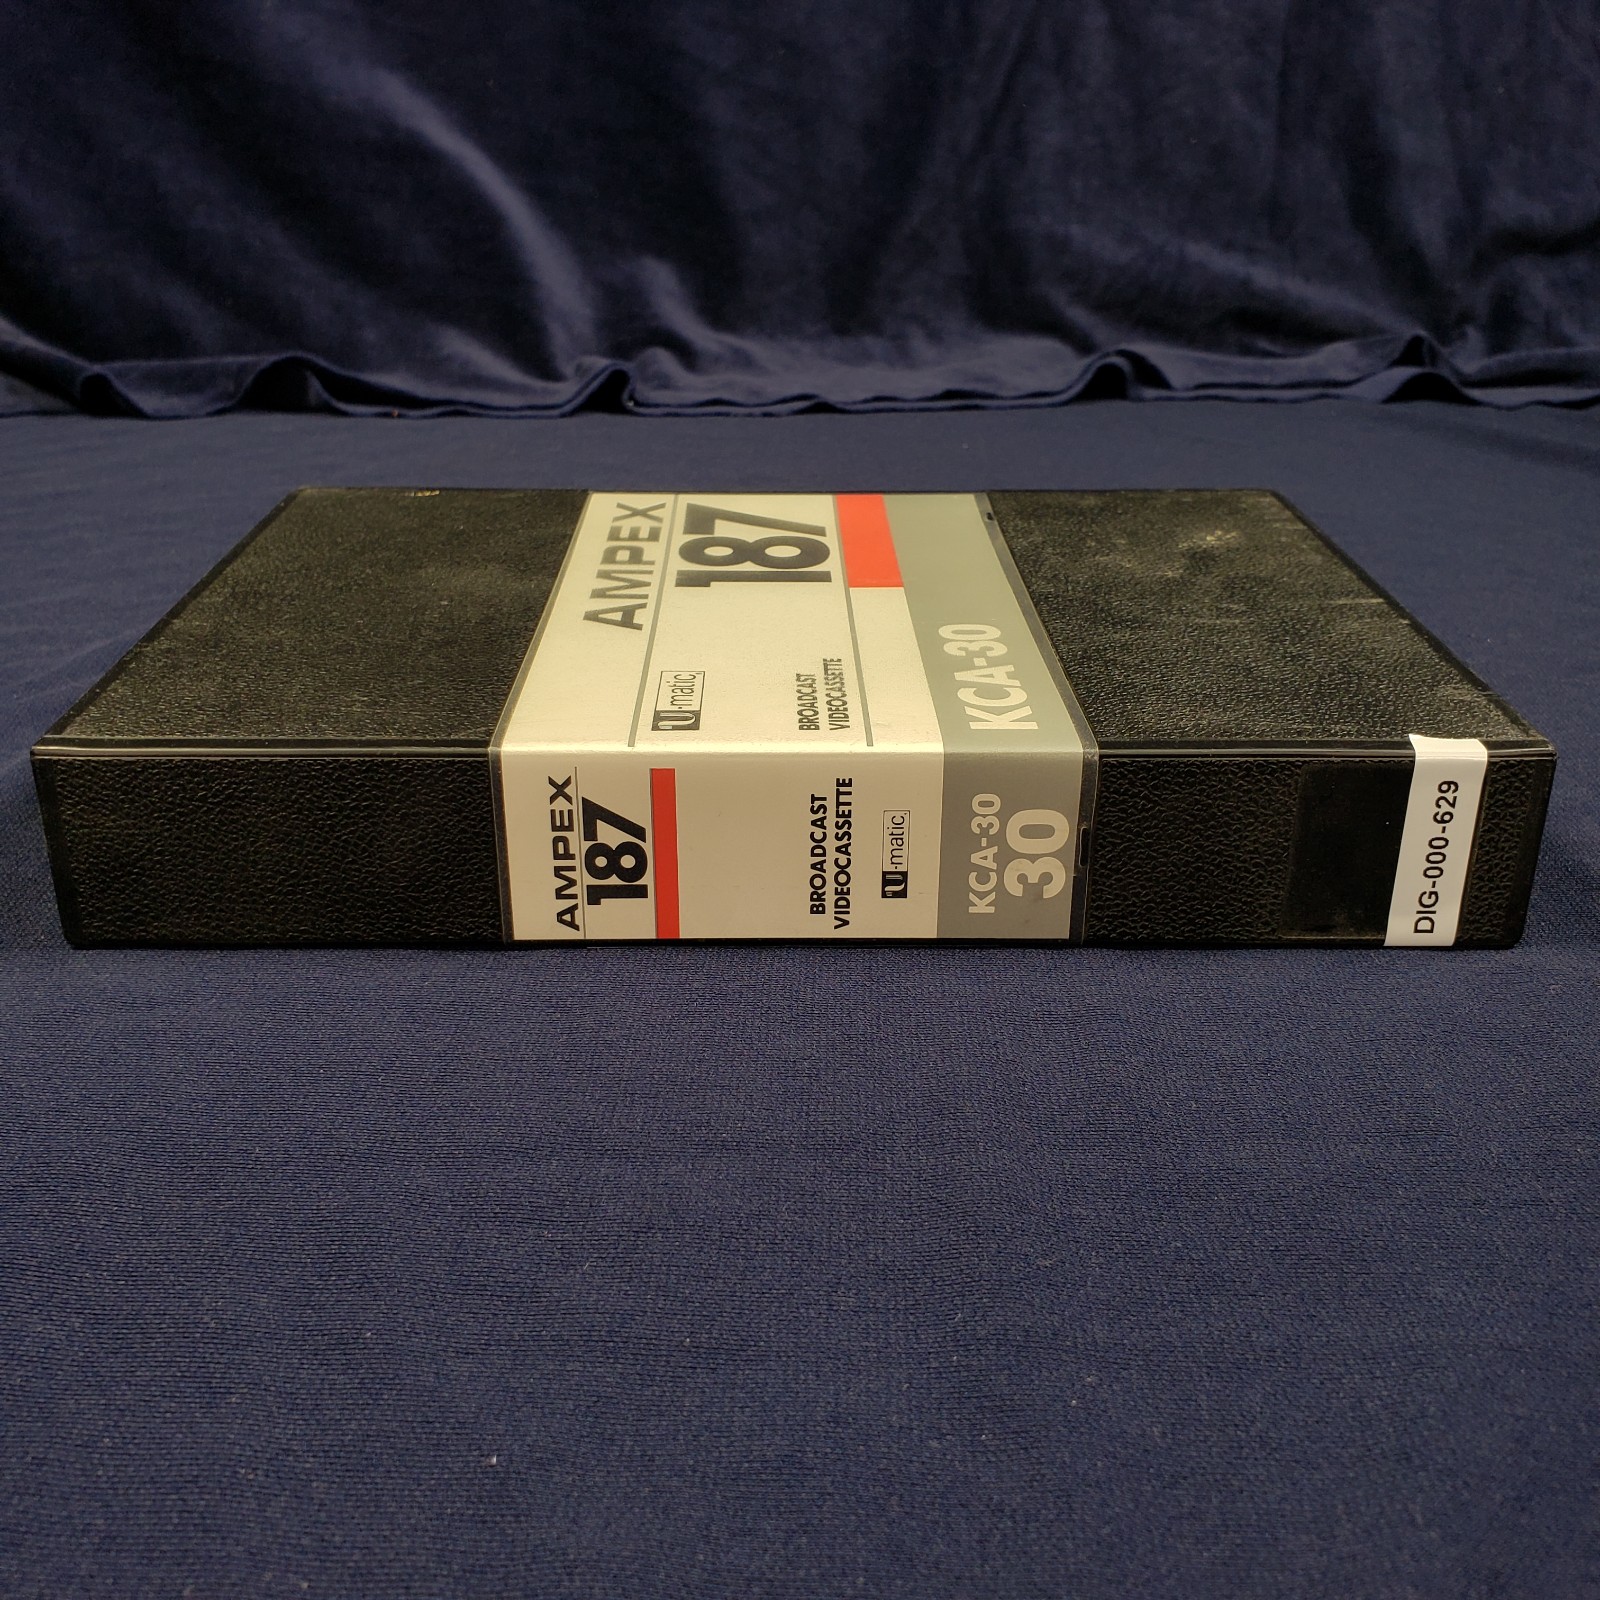 AMPEX
187
U-matic
BROADCAST
VIDEOCASSETTE
KCA-30
AMPEX
187
BROADCAST
VIDEOCASSETTE
U-matic
KCA-30
30
DIG-000-629